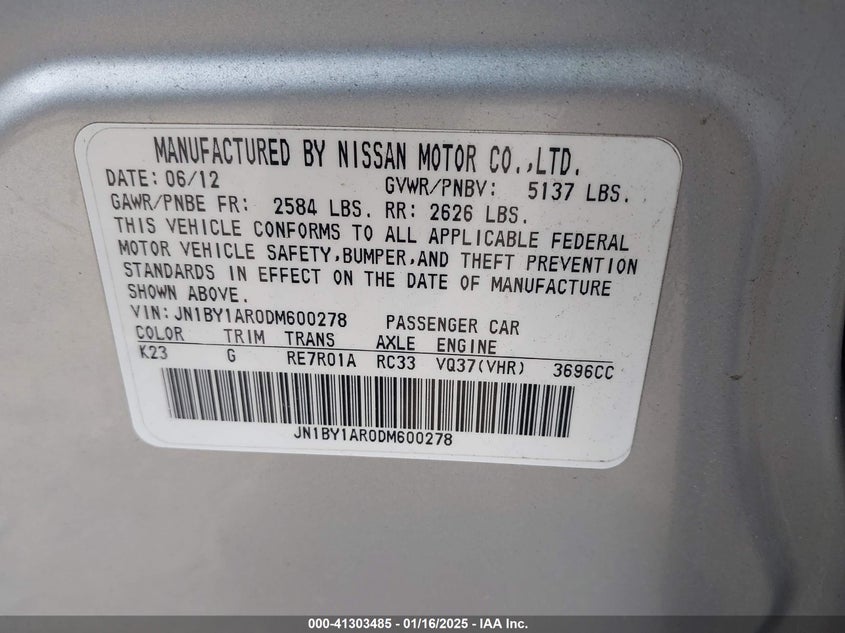 MANUFACTURED BY NISSAN MOTOR CO.,LTD.
DATE: 06/12 GVWR/PNBV: 5137 LBS.
GAWR/PNBE FR: 2584 LBS. RR: 2626 LBS.
THIS VEHICLE CONFORMS TO ALL APPLICABLE FEDERAL
MOTOR VEHICLE SAFETY,BUMPER,AND THEFT PREVENTION
STANDARDS IN EFFECT ON THE DATE OF MANUFACTURE
SHOWN ABOVE.
VIN: JN1BY1AR0DM600278 PASSENGER CAR
COLOR TRIM TRANS AXLE ENGINE
K23 G RE7R01A RC33 VQ37(VHR) 3696CC
JN1BY1AR0DM600278
000-41303485 - 01/16/2025 - IAA Inc.